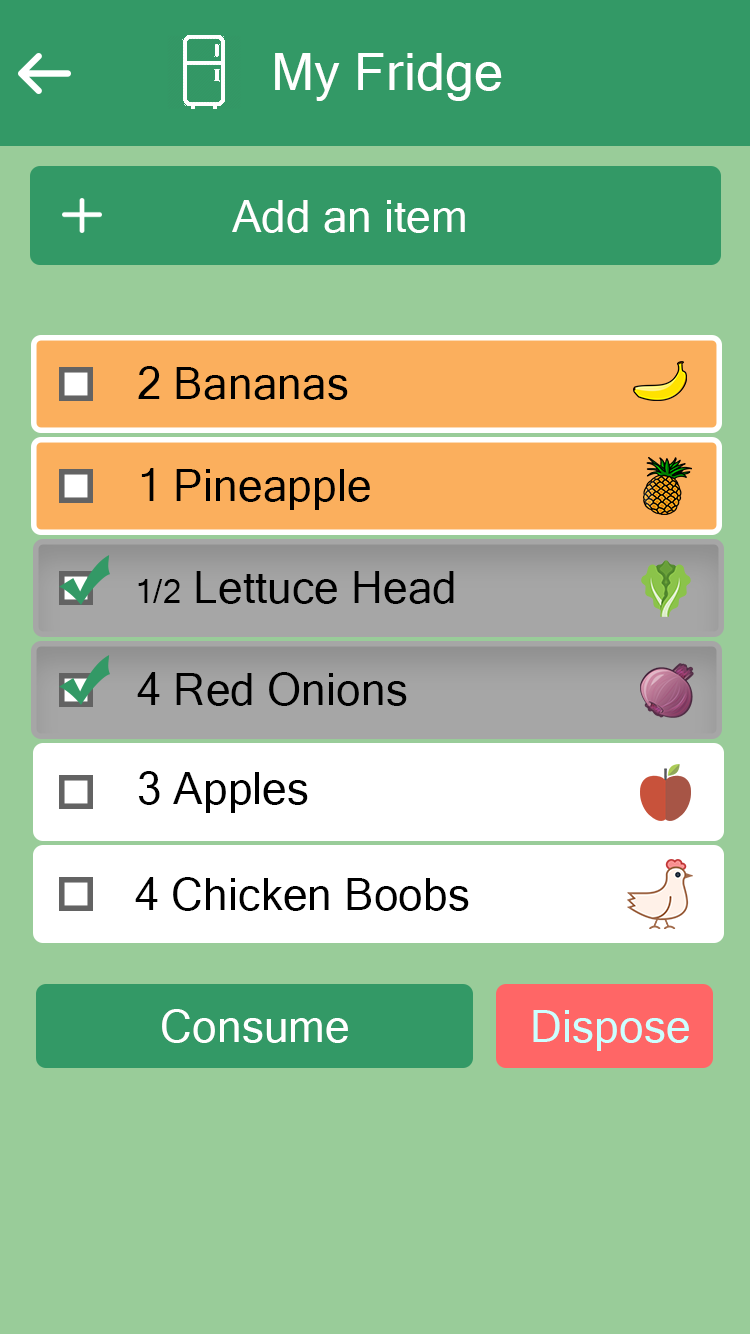 My Fridge
Add an item
2 Bananas
1 Pineapple
1/2 Lettuce Head
4 Red Onions
3 Apples
4 Chicken Boobs
Consume
Dispose